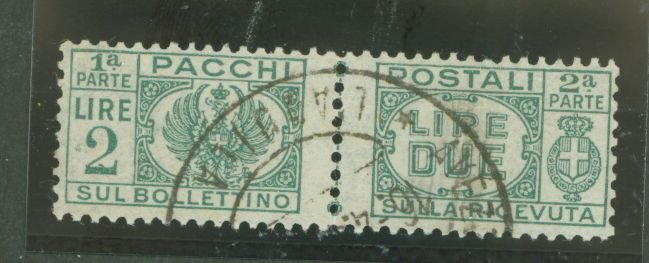 1ª PARTE
PACCHI
LIRE
2
SUL BOLLETTINO
POSTALI
2ª PARTE
LIRE
DUE
SULLA RICEVUTA